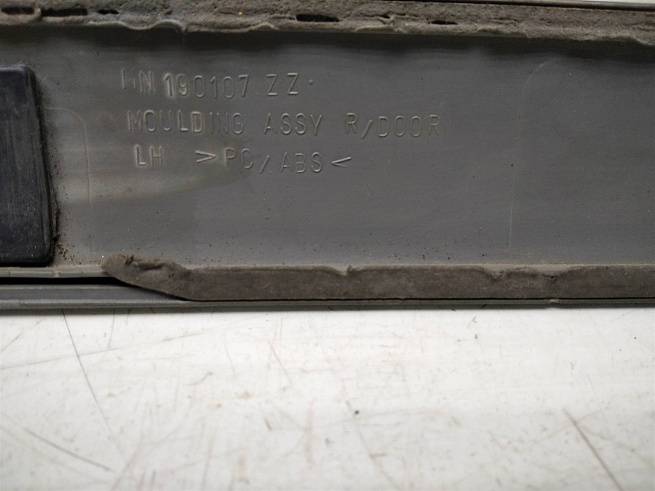 190107 ZZ
MOULDING ASSY R/DOOR
LH >PC/ABS<